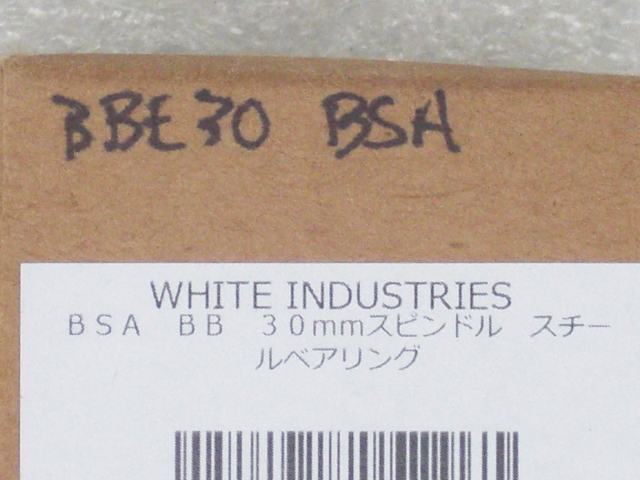 BBE30 BSA
WHITE INDUSTRIES
ＢＳＡ　ＢＢ　３０ｍｍスピンドル　スチー
ルベアリング